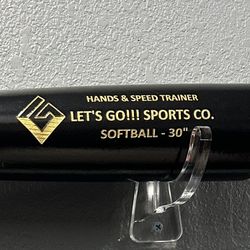 HANDS & SPEED TRAINER
LET'S GO!!! SPORTS CO.
SOFTBALL - 30"